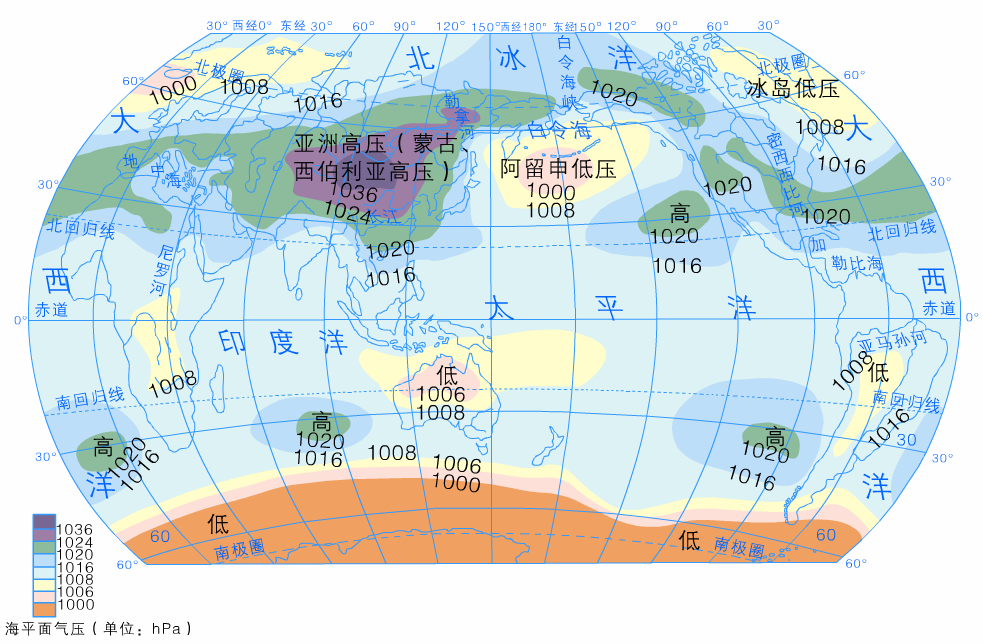 30° 西经0° 东经 30° 60° 90° 120° 150°西经180° 东经150° 120° 90° 60° 30°
北 冰 洋
白令海峡
60° 北极圈 北极圈 60°
1000 1008 1016 1020 冰岛低压
大 勒拿河 白令海 1008 大
亚洲高压（蒙古、
西伯利亚高压）
阿留申低压
密西西比河
地中海 1016
30° 1036 1000 1020 30°
1024 长江 1008 高 1020
北回归线 1020 1020 加勒比海 北回归线
尼罗河 1016 1016
西 西
赤道 太 平 洋 赤道
0° 0°
印 度 洋 亚马孙河
1008 低 1008 低
1006
南回归线 1008 南回归线
高 高 高 1016
1020 1020 1020 30
30° 1016 1016 1008 1006 1016 30°
洋 1000 洋
低
60 低 60
南极圈 南极圈
60° 60°
1036
1024
1020
1016
1008
1006
1000
海平面气压（单位：hPa）